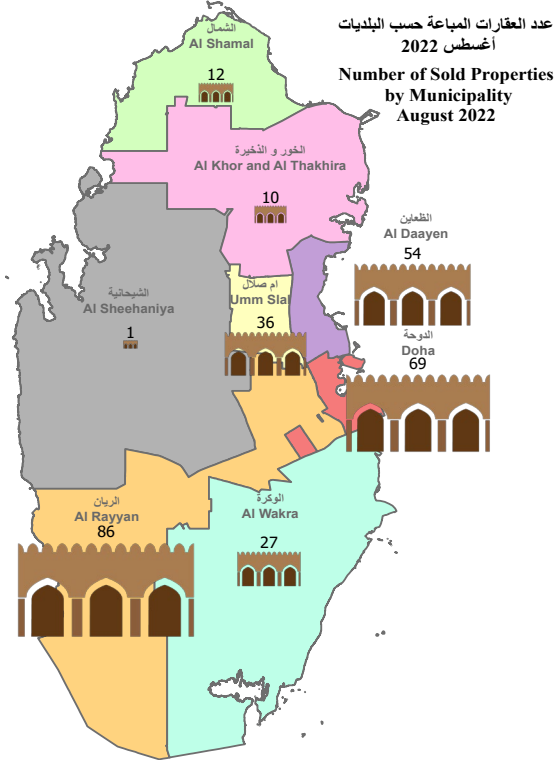 عدد العقارات المباعة حسب البلديات
أغسطس 2022
Number of Sold Properties
by Municipality
August 2022
الشمال
Al Shamal
12
الخور و الذخيرة
Al Khor and Al Thakhira
10
الظعاين
Al Daayen
54
ام صلال
Umm Slal
36
الشيحانية
Al Sheehaniya
1
الدوحة
Doha
69
الريان
Al Rayyan
86
الوكرة
Al Wakra
27